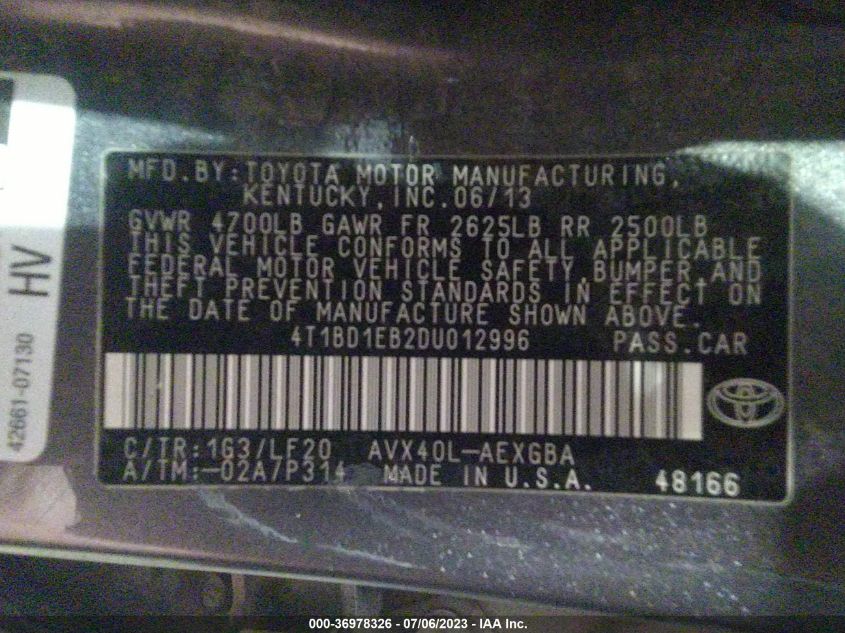 MFD.BY:TOYOTA MOTOR MANUFACTURING,
KENTUCKY,INC.06/13
GVWR 4700LB GAWR FR 2625LB RR 2500LB
THIS VEHICLE CONFORMS TO ALL APPLICABLE
FEDERAL MOTOR VEHICLE SAFETY,BUMPER,AND
THEFT PREVENTION STANDARDS IN EFFECT ON
THE DATE OF MANUFACTURE SHOWN ABOVE.
4T1BD1EB2DU012996 PASS.CAR
C/TR:1G3/LF20 AVX40L-AEXGBA
A/TM:-02A/P314 MADE IN U.S.A. 48166
HV
42661-07130
000-36978326 / 07/06/2023 - IAA Inc.